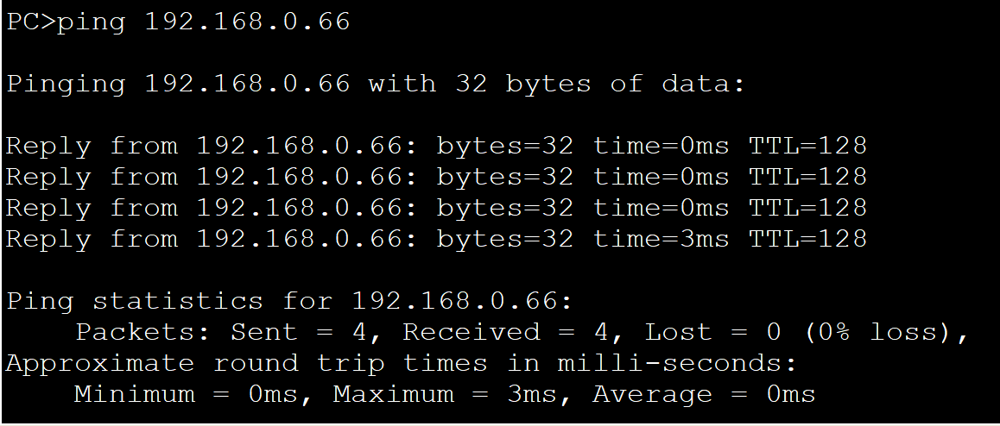 PC>ping 192.168.0.66
Pinging 192.168.0.66 with 32 bytes of data:
Reply from 192.168.0.66: bytes=32 time=0ms TTL=128
Reply from 192.168.0.66: bytes=32 time=0ms TTL=128
Reply from 192.168.0.66: bytes=32 time=0ms TTL=128
Reply from 192.168.0.66: bytes=32 time=3ms TTL=128
Ping statistics for 192.168.0.66:
    Packets: Sent = 4, Received = 4, Lost = 0 (0% loss),
Approximate round trip times in milli-seconds:
    Minimum = 0ms, Maximum = 3ms, Average = 0ms